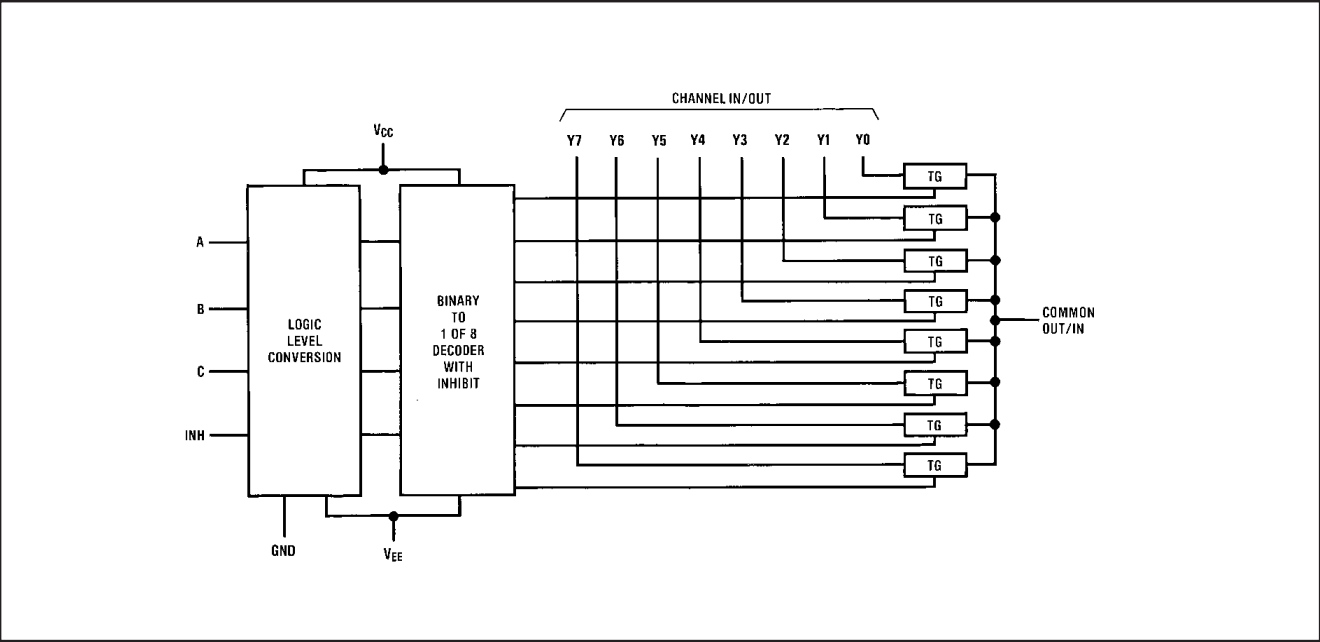 CHANNEL IN/OUT
Y7 Y6 Y5 Y4 Y3 Y2 Y1 Y0
VCC
TG
TG
TG
TG
TG
TG
TG
TG
A
B
C
INH
LOGIC
LEVEL
CONVERSION
BINARY
TO
1 OF 8
DECODER
WITH
INHIBIT
COMMON
OUT/IN
GND
VEE